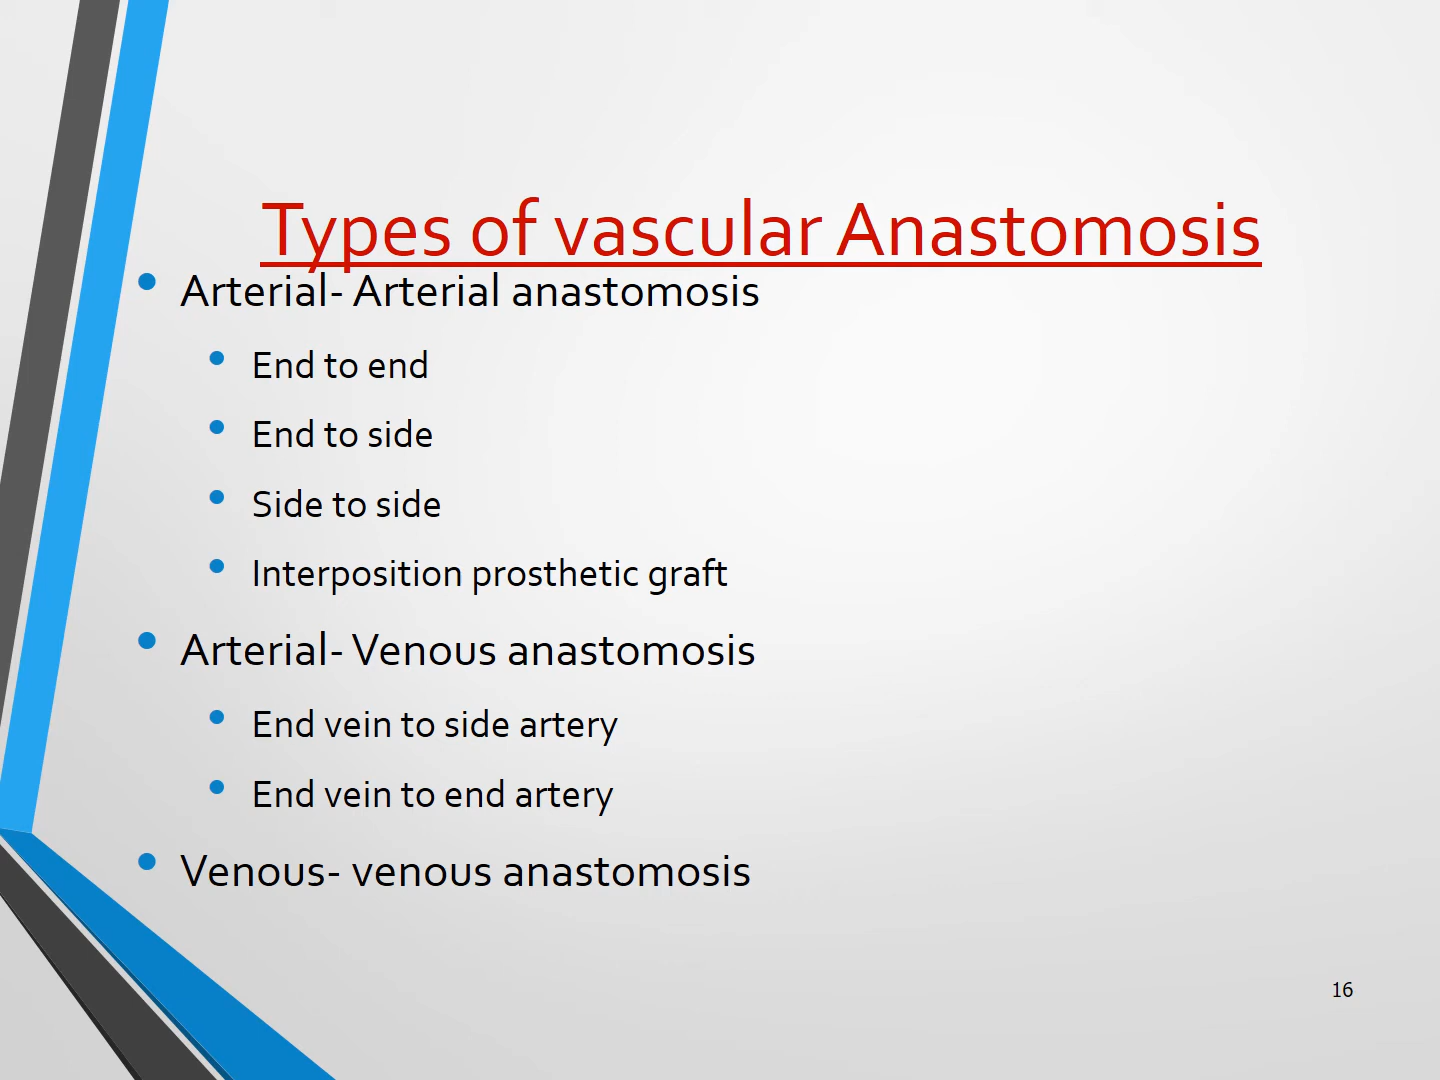 Types of vascular Anastomosis
• Arterial- Arterial anastomosis
• End to end
• End to side
• Side to side
• Interposition prosthetic graft
• Arterial- Venous anastomosis
• End vein to side artery
• End vein to end artery
• Venous- venous anastomosis
16